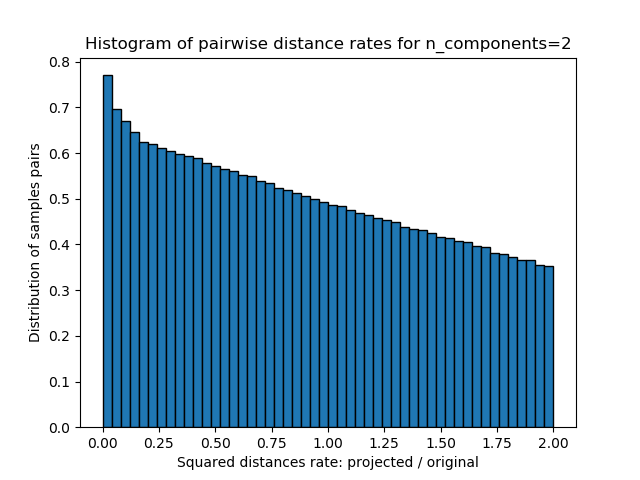 Histogram of pairwise distance rates for n_components=2
0.8
0.7
0.6
0.5
0.4
0.3
0.2
0.1
0.0
Distribution of samples pairs
0.00 0.25 0.50 0.75 1.00 1.25 1.50 1.75 2.00
Squared distances rate: projected / original